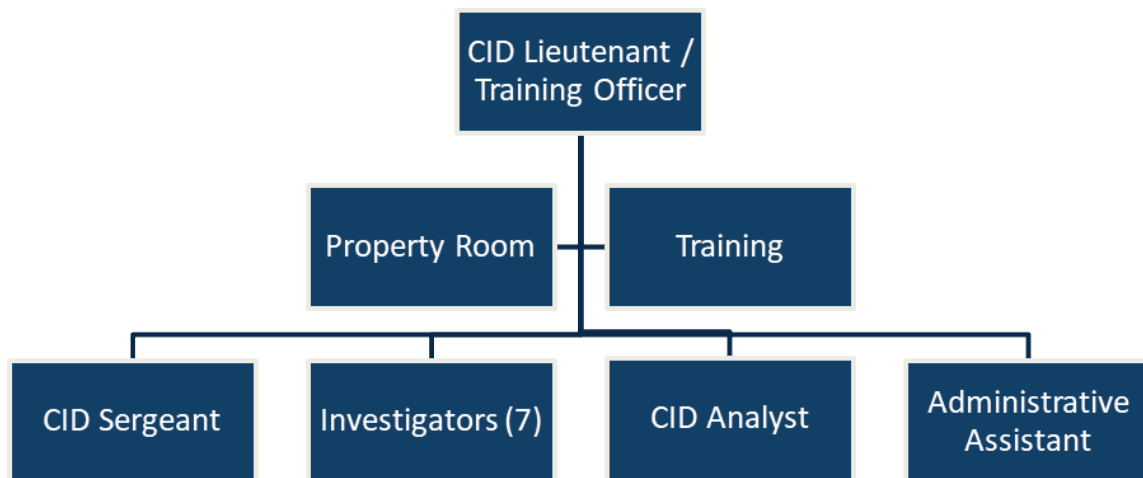 CID Lieutenant /
Training Officer
Property Room
Training
CID Sergeant
Investigators (7)
CID Analyst
Administrative
Assistant